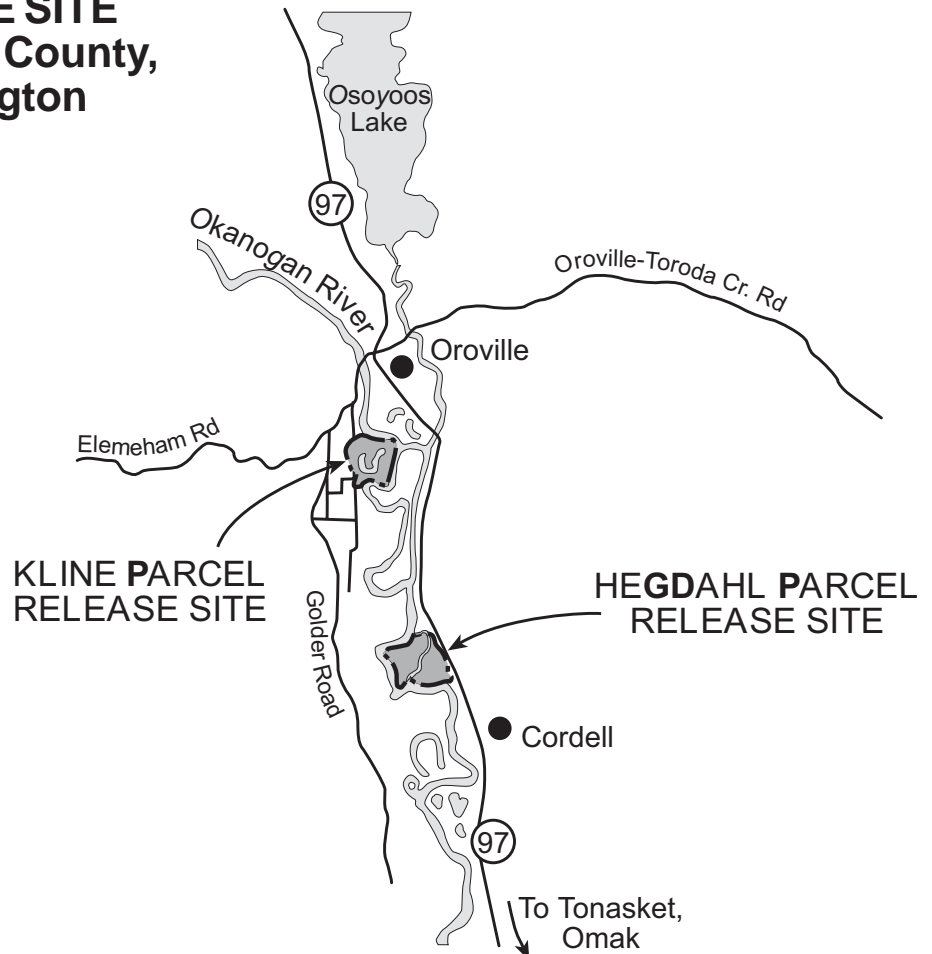 E SITE
County,
gton
Osoyoos
Lake
97
Okanogan River
Oroville-Toroda Cr. Rd
Oroville
Elemeham Rd
KLINE PARCEL
RELEASE SITE
HEGDAHL PARCEL
RELEASE SITE
Golder Road
Cordell
97
To Tonasket,
Omak